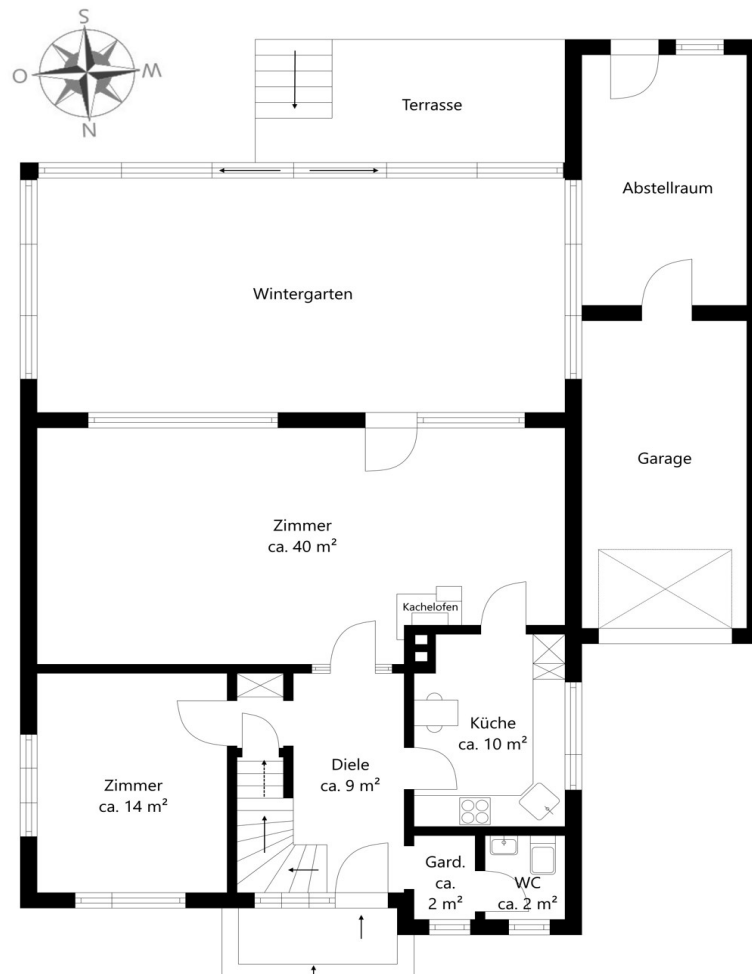 S
O
W
N
Terrasse
Abstellraum
Wintergarten
Garage
Zimmer
ca. 40 m²
Kachelofen
Küche
ca. 10 m²
Diele
ca. 9 m²
Zimmer
ca. 14 m²
Gard.
ca.
2 m²
WC
ca. 2 m²